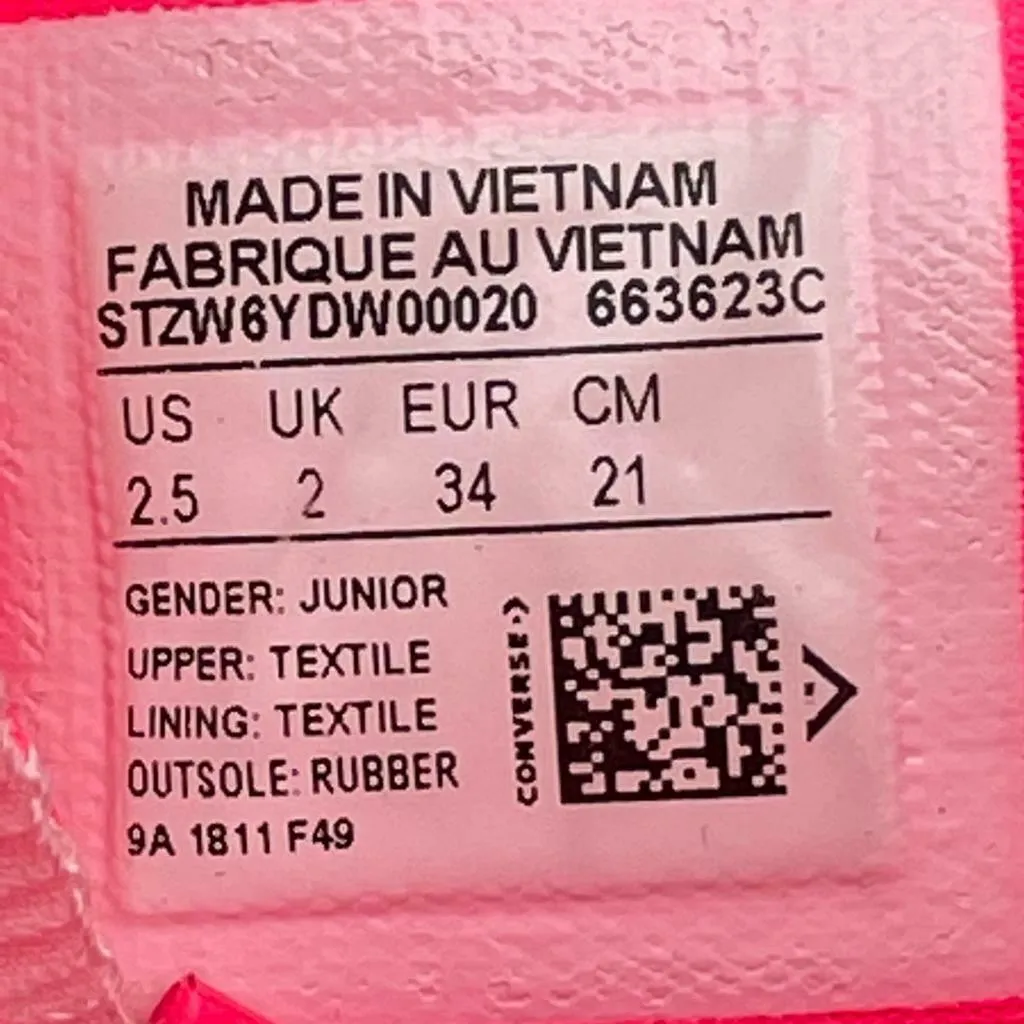 MADE IN VIETNAM
FABRIQUE AU VIETNAM
STZW6YDW00020 663623C
US UK EUR CM
2.5 2 34 21
GENDER: JUNIOR
UPPER: TEXTILE
LINING: TEXTILE
OUTSOLE: RUBBER
9A 1811 F49
CONVERSE